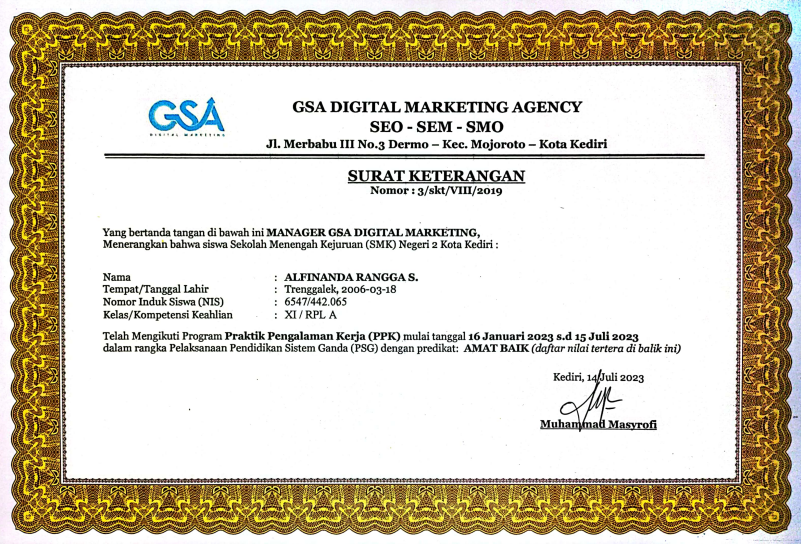 GSA
DIGITAL MARKETING
GSA DIGITAL MARKETING AGENCY
SEO - SEM - SMO
Jl. Merbabu III No.3 Dermo – Kec. Mojoroto – Kota Kediri
SURAT KETERANGAN
Nomor : 3/skt/VIII/2019
Yang bertanda tangan di bawah ini MANAGER GSA DIGITAL MARKETING,
Menerangkan bahwa siswa Sekolah Menengah Kejuruan (SMK) Negeri 2 Kota Kediri :
Nama : ALFINANDA RANGGA S.
Tempat/Tanggal Lahir : Trenggalek, 2006-03-18
Nomor Induk Siswa (NIS) : 6547/442.065
Kelas/Kompetensi Keahlian : XI / RPL A
Telah Mengikuti Program Praktik Pengalaman Kerja (PPK) mulai tanggal 16 Januari 2023 s.d 15 Juli 2023
dalam rangka Pelaksanaan Pendidikan Sistem Ganda (PSG) dengan predikat: AMAT BAIK (daftar nilai tertera di balik ini)
Kediri, 14 Juli 2023
Muhammad Masyrofi